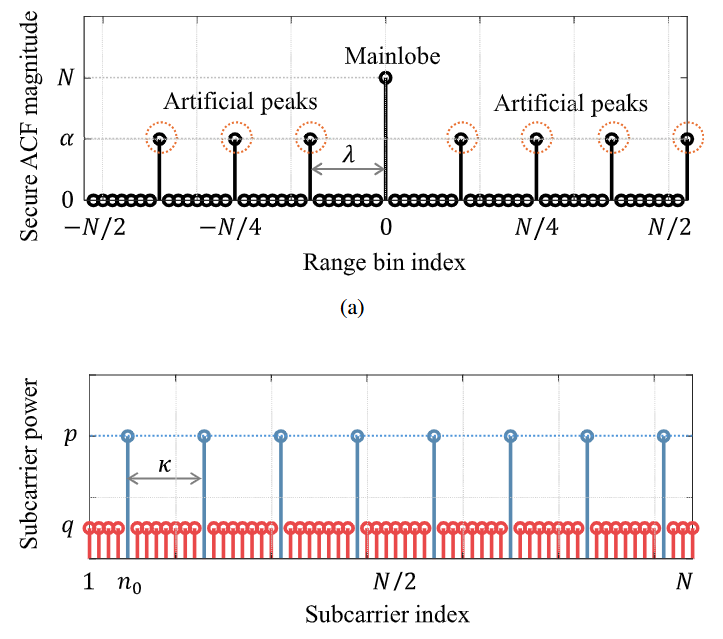 Secure ACF magnitude
Mainlobe
N
Artificial peaks
Artificial peaks
α
λ
0
−N/2
−N/4
0
N/4
N/2
Range bin index
(a)
Subcarrier power
p
κ
q
1
n₀
N/2
N
Subcarrier index